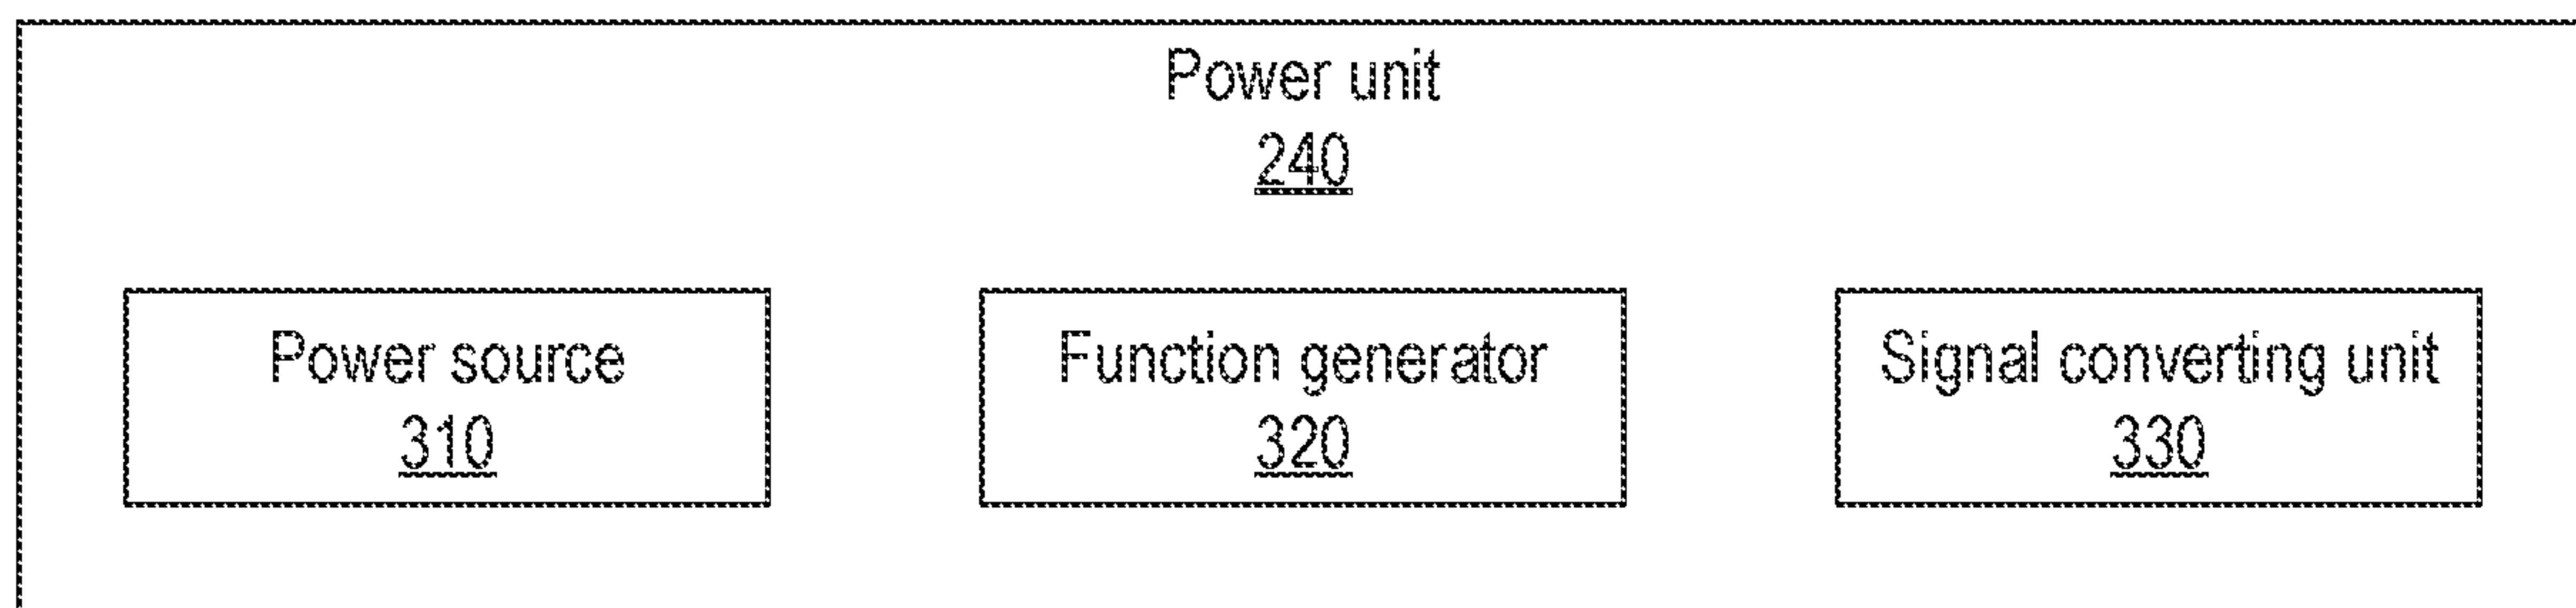 Power unit
240
Power source
310
Function generator
320
Signal converting unit
330